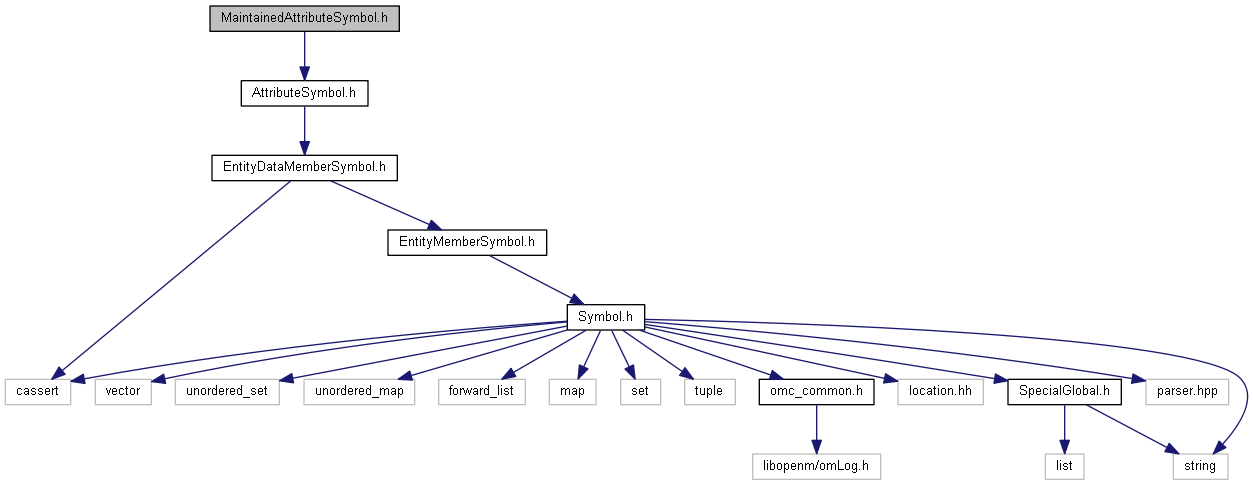 MaintainedAttributeSymbol.h
AttributeSymbol.h
EntityDataMemberSymbol.h
EntityMemberSymbol.h
Symbol.h
cassert
vector
unordered_set
unordered_map
forward_list
map
set
tuple
omc_common.h
location.hh
SpecialGlobal.h
parser.hpp
libopenm/omLog.h
list
string